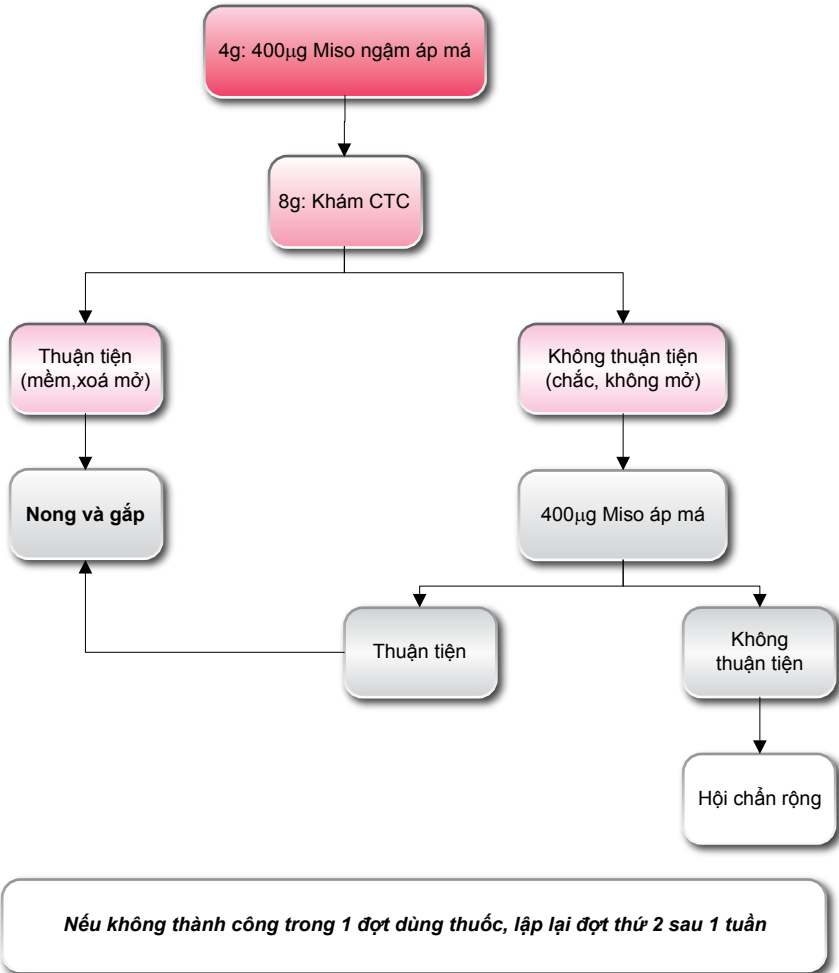 4g: 400µg Miso ngậm áp má
8g: Khám CTC
Thuận tiện
(mềm,xoá mở)
Không thuận tiện
(chắc, không mở)
Nong và gắp
400µg Miso áp má
Thuận tiện
Không
thuận tiện
Hội chẩn rộng
Nếu không thành công trong 1 đợt dùng thuốc, lập lại đợt thứ 2 sau 1 tuần